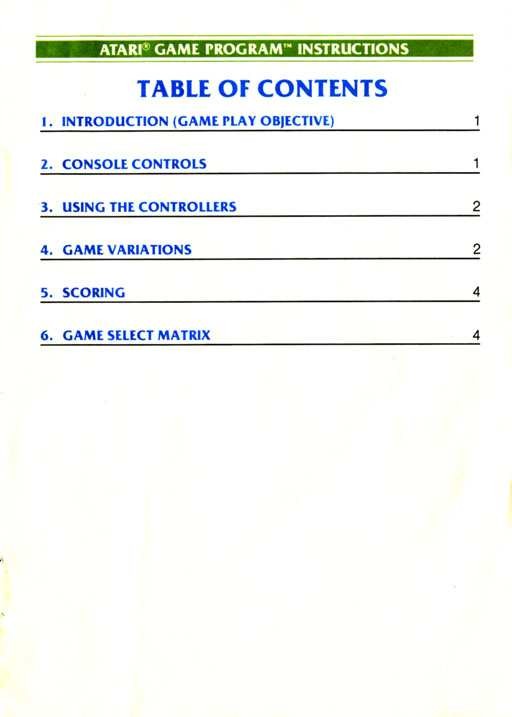 ATARI® GAME PROGRAM™ INSTRUCTIONS
TABLE OF CONTENTS
1. INTRODUCTION (GAME PLAY OBJECTIVE) 1
2. CONSOLE CONTROLS 1
3. USING THE CONTROLLERS 2
4. GAME VARIATIONS 2
5. SCORING 4
6. GAME SELECT MATRIX 4